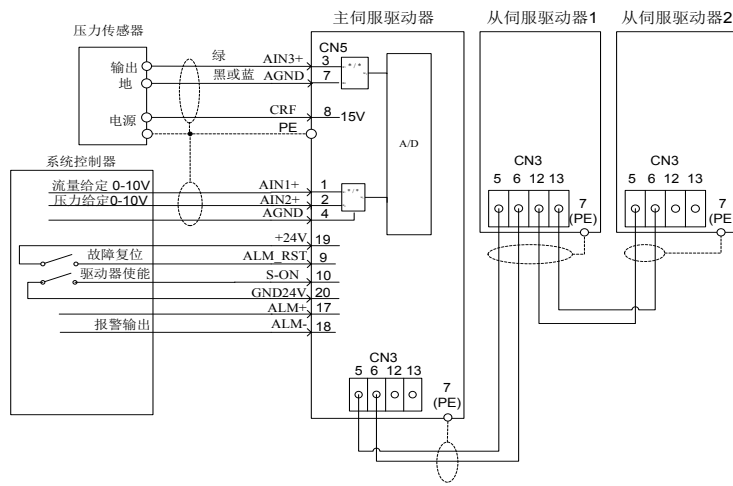 主伺服驱动器
从伺服驱动器1
从伺服驱动器2
压力传感器
输出
地
电源
绿
黑或蓝
AIN3+
AGND
CRF
PE
CN5
3
7
8
15V
A/D
系统控制器
流量给定 0-10V
压力给定0-10V
AIN1+
AIN2+
AGND
1
2
4
+24V
19
故障复位
ALM_RST
9
驱动器使能
S-ON
10
GND24V
20
ALM+
17
报警输出
ALM-
18
CN3
5 6 12 13
7
(PE)
CN3
5 6 12 13
7
(PE)
CN3
5 6 12 13
7
(PE